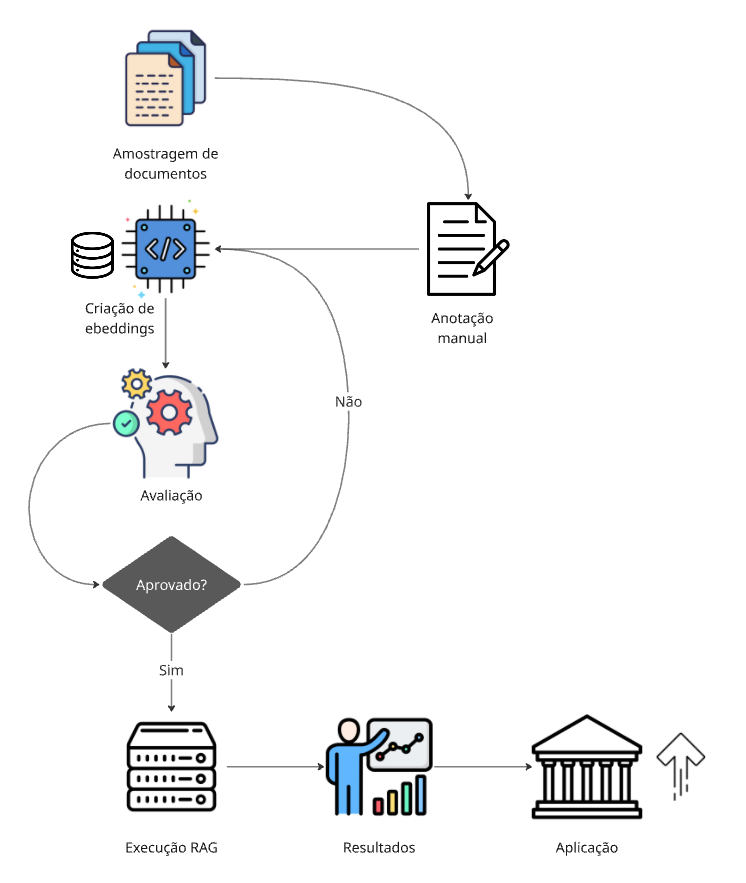 Amostragem de
documentos
Anotação
manual
Criação de
ebeddings
Não
Avaliação
Aprovado?
Sim
Execução RAG
Resultados
Aplicação